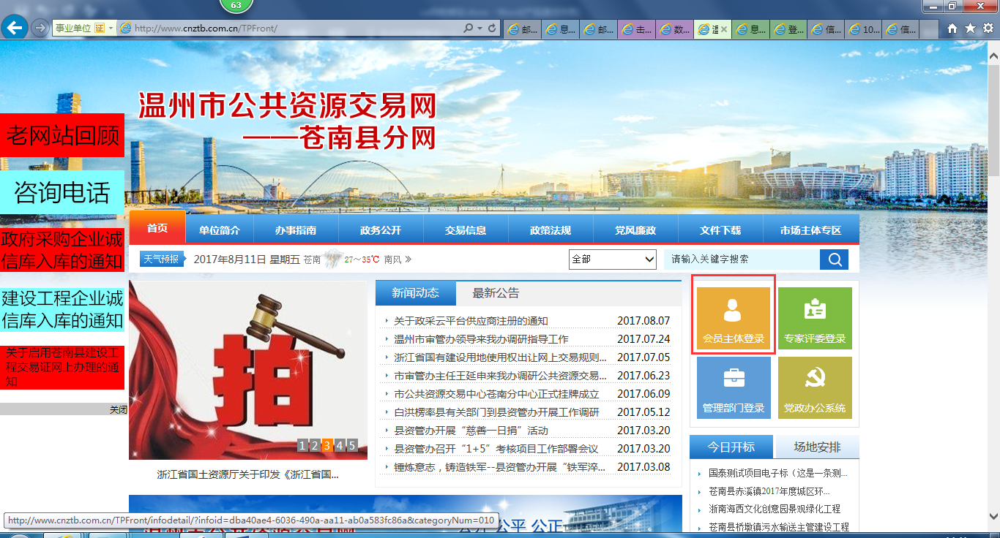 63
事业单位 证
http://www.cnztb.com.cn/TPFront/
邮...
息...
邮...
击...
数...
息...
登...
信...
10...
信...
温州市公共资源交易网
——苍南县分网
老网站回顾
咨询电话
政府采购企业诚
信库入库的通知
建设工程企业诚
信库入库的通知
关于启用苍南县建设工
程交易证网上办理的通
知
关闭
首页 单位简介 办事指南 政务公开 交易信息 政策法规 党风廉政 文件下载 市场主体专区
天气预报 2017年8月11日 星期五 苍南 27～35℃ 南风
全部
请输入关键字搜索
拍
1 2 3 4 5
浙江省国土资源厅关于印发《浙江省国...
新闻动态 最新公告
关于政采云平台供应商注册的通知 2017.08.07
温州市审管办领导来我办调研指导工作 2017.07.24
浙江省国有建设用地使用权出让网上交易规则... 2017.07.05
市审管办主任王延申来我办调研公共资源交易... 2017.06.23
市公共资源交易中心苍南分中心正式挂牌成立 2017.06.09
白洪楞率县有关部门到县资管办开展工作调研 2017.05.12
县资管办开展“慈善一日捐”活动 2017.03.20
县资管办召开“1+5”考核项目工作部署会议 2017.03.20
锤炼意志，铸造铁军--县资管办开展“铁军淬... 2017.03.08
会员主体登录
专家评委登录
管理部门登录
党政办公系统
今日开标 场地安排
国泰测试项目电子标（这是一条测...
苍南县赤溪镇2017年度城区环...
浙南海西文化创意园景观绿化工程
苍南县桥墩镇污水输送主管建设工程
公平 公正
http://www.cnztb.com.cn/TPFront/infodetail/?infoid=dba40ae4-6036-490a-aa11-ab0a583fc86a&categoryNum=010